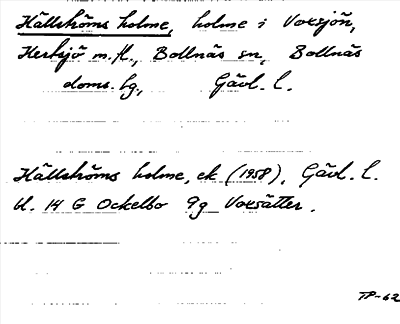 Hällströms holme, holme i Voxsjön,
Herksjö m.fl., Bollnäs sn, Bollnäs
doms.lg., Gävl. l.
Hällströms holme, ek (1958), Gävl. l.
bl. 14 G Ockelbo 9g Voxsätter.
TP-62